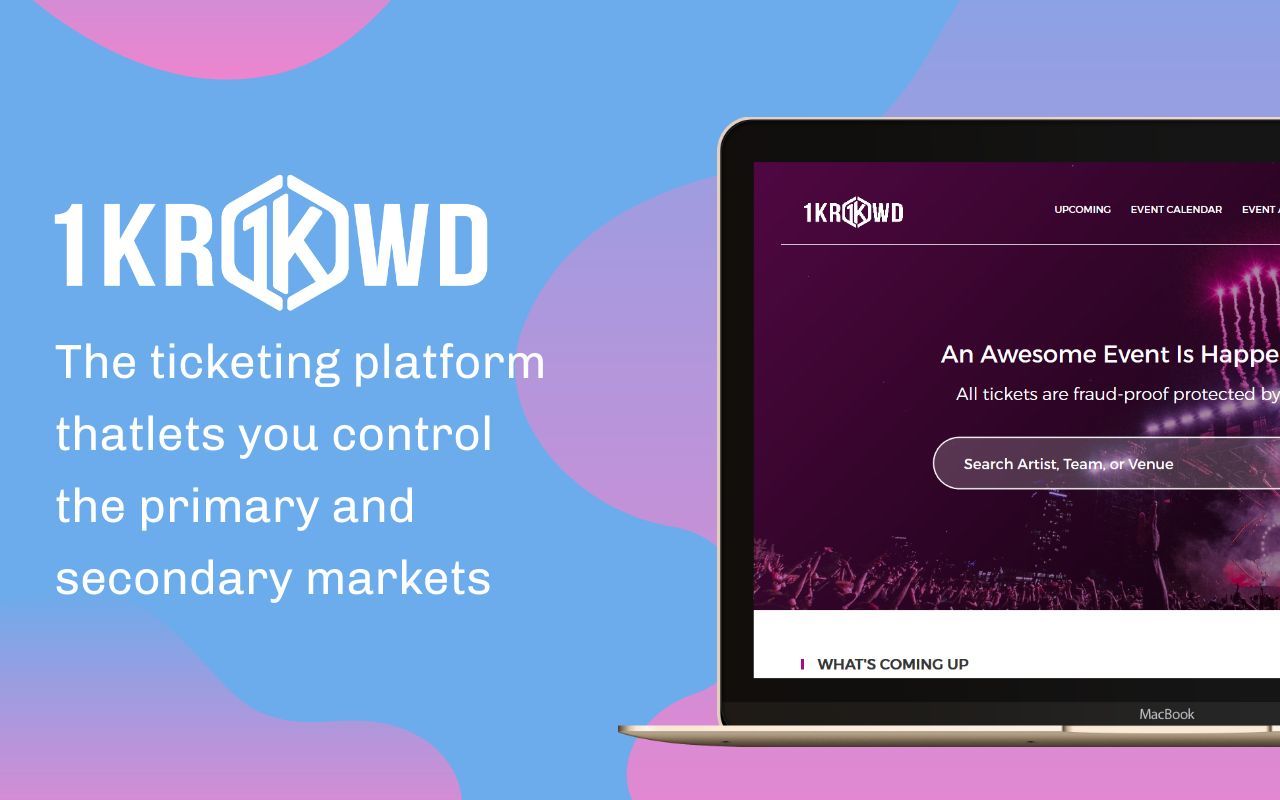 1KR1KWD
The ticketing platform
thatlets you control
the primary and
secondary markets
1KR1KWD
UPCOMING EVENT CALENDAR EVENT
An Awesome Event Is Happe
All tickets are fraud-proof protected by
Search Artist, Team, or Venue
WHAT'S COMING UP
MacBook